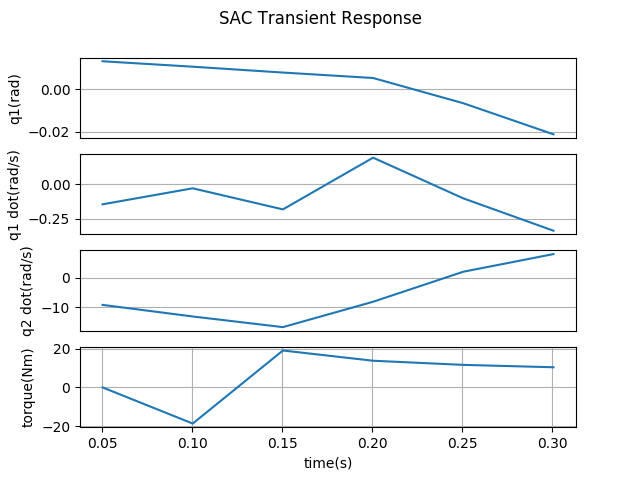 SAC Transient Response
q1(rad)
0.00
−0.02
q1 dot(rad/s)
0.00
−0.25
q2 dot(rad/s)
0
−10
torque(Nm)
20
0
−20
0.05 0.10 0.15 0.20 0.25 0.30
time(s)